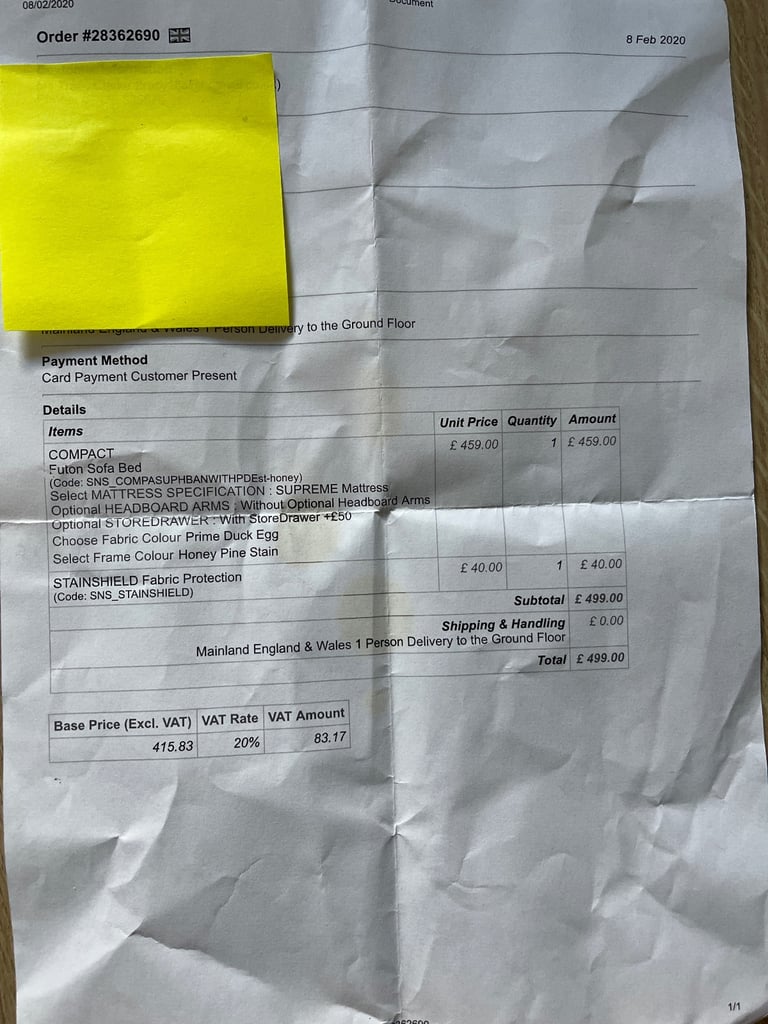 08/02/2020
Document
Order #28362690
8 Feb 2020
Mainland England & Wales 1 Person Delivery to the Ground Floor
Payment Method
Card Payment Customer Present
Details
Items Unit Price Quantity Amount
COMPACT £ 459.00 1 £ 459.00
Futon Sofa Bed
(Code: SNS_COMPASUPHBANWITHPDEst-honey)
Select MATTRESS SPECIFICATION : SUPREME Mattress
Optional HEADBOARD ARMS : Without Optional Headboard Arms
Optional STOREDRAWER : With StoreDrawer +£50
Choose Fabric Colour Prime Duck Egg
Select Frame Colour Honey Pine Stain
STAINSHIELD Fabric Protection £ 40.00 1 £ 40.00
(Code: SNS_STAINSHIELD)
Subtotal £ 499.00
Shipping & Handling £ 0.00
Mainland England & Wales 1 Person Delivery to the Ground Floor
Total £ 499.00
Base Price (Excl. VAT) VAT Rate VAT Amount
415.83 20% 83.17
1/1